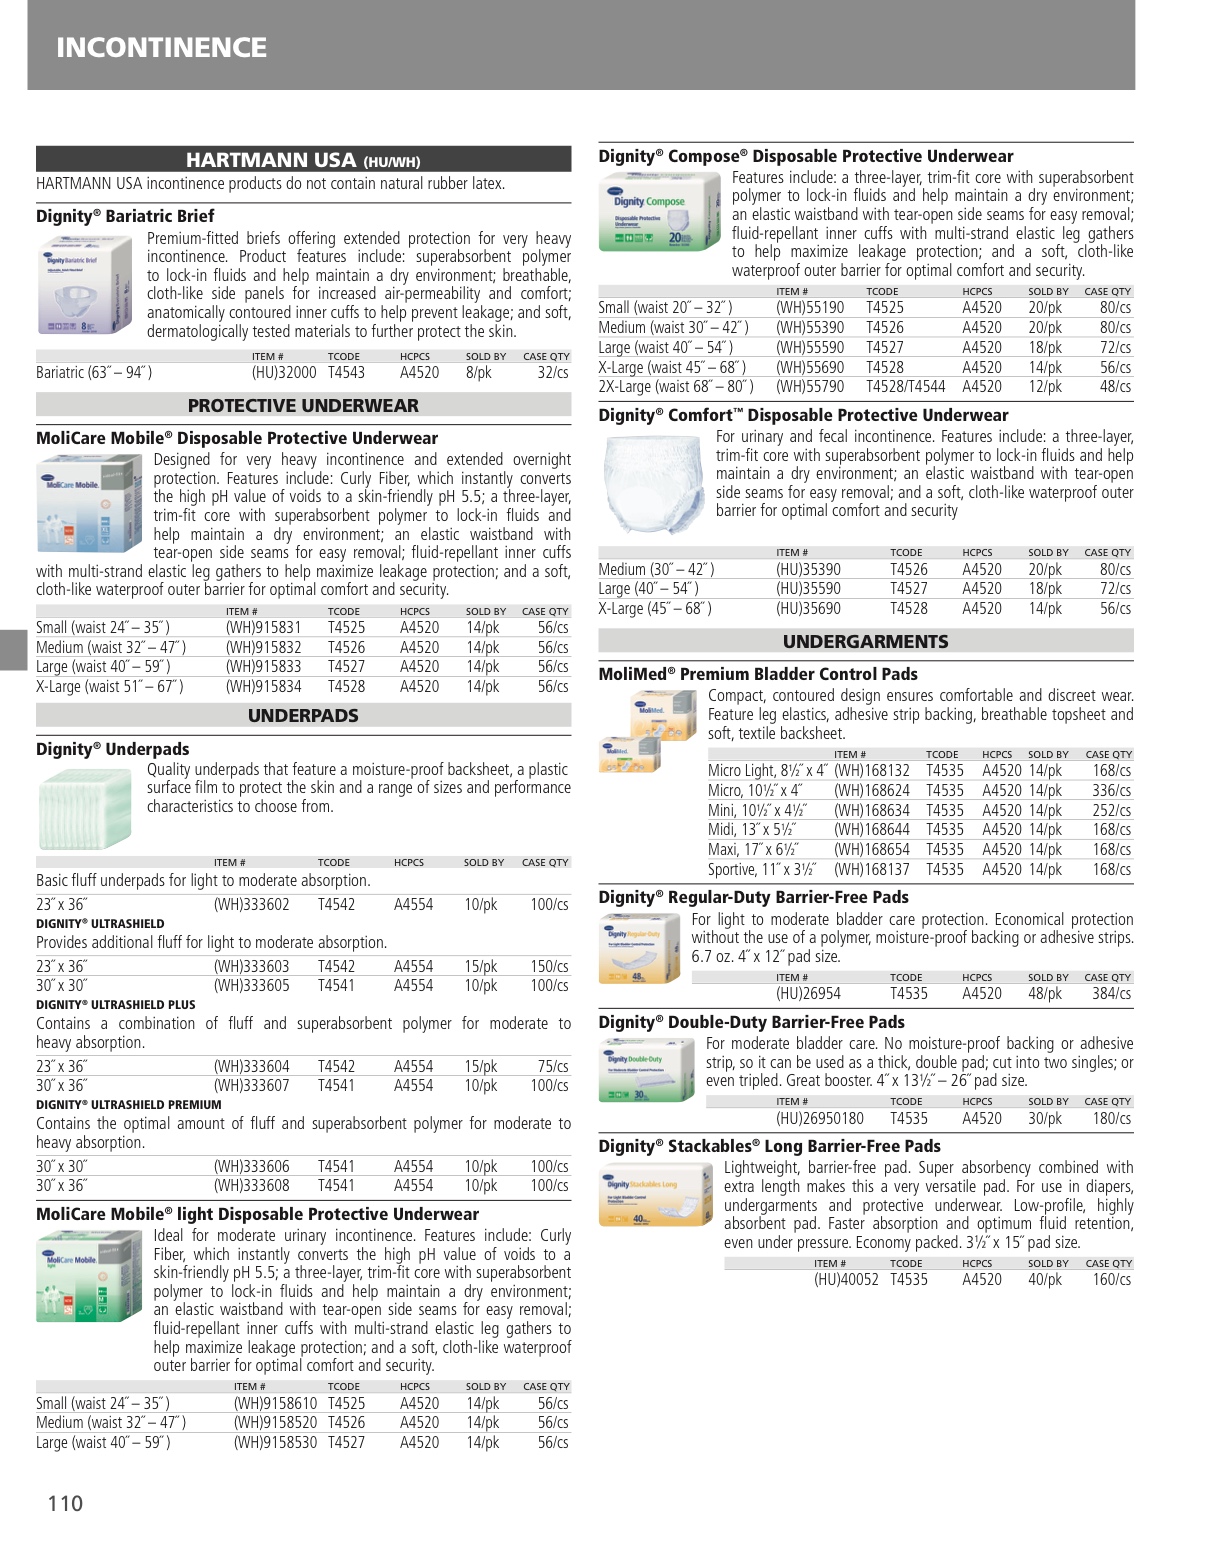 INCONTINENCE
HARTMANN USA (HU/WH)
HARTMANN USA incontinence products do not contain natural rubber latex.
Dignity® Bariatric Brief
Premium-fitted briefs offering extended protection for very heavy
incontinence. Product features include: superabsorbent polymer
to lock-in fluids and help maintain a dry environment; breathable,
cloth-like side panels for increased air-permeability and comfort;
anatomically contoured inner cuffs to help prevent leakage; and soft,
dermatologically tested materials to further protect the skin.
ITEM # TCODE HCPCS SOLD BY CASE QTY
Bariatric (63˝ – 94˝ ) (HU)32000 T4543 A4520 8/pk 32/cs
PROTECTIVE UNDERWEAR
MoliCare Mobile® Disposable Protective Underwear
Designed for very heavy incontinence and extended overnight
protection. Features include: Curly Fiber, which instantly converts
the high pH value of voids to a skin-friendly pH 5.5; a three-layer,
trim-fit core with superabsorbent polymer to lock-in fluids and
help maintain a dry environment; an elastic waistband with
tear-open side seams for easy removal; fluid-repellant inner cuffs
with multi-strand elastic leg gathers to help maximize leakage protection; and a soft,
cloth-like waterproof outer barrier for optimal comfort and security.
ITEM # TCODE HCPCS SOLD BY CASE QTY
Small (waist 24˝ – 35˝ ) (WH)915831 T4525 A4520 14/pk 56/cs
Medium (waist 32˝ – 47˝ ) (WH)915832 T4526 A4520 14/pk 56/cs
Large (waist 40˝ – 59˝ ) (WH)915833 T4527 A4520 14/pk 56/cs
X-Large (waist 51˝ – 67˝ ) (WH)915834 T4528 A4520 14/pk 56/cs
UNDERPADS
Dignity® Underpads
Quality underpads that feature a moisture-proof backsheet, a plastic
surface film to protect the skin and a range of sizes and performance
characteristics to choose from.
ITEM # TCODE HCPCS SOLD BY CASE QTY
Basic fluff underpads for light to moderate absorption.
23˝ x 36˝ (WH)333602 T4542 A4554 10/pk 100/cs
DIGNITY® ULTRASHIELD
Provides additional fluff for light to moderate absorption.
23˝ x 36˝ (WH)333603 T4542 A4554 15/pk 150/cs
30˝ x 30˝ (WH)333605 T4541 A4554 10/pk 100/cs
DIGNITY® ULTRASHIELD PLUS
Contains a combination of fluff and superabsorbent polymer for moderate to
heavy absorption.
23˝ x 36˝ (WH)333604 T4542 A4554 15/pk 75/cs
30˝ x 36˝ (WH)333607 T4541 A4554 10/pk 100/cs
DIGNITY® ULTRASHIELD PREMIUM
Contains the optimal amount of fluff and superabsorbent polymer for moderate to
heavy absorption.
30˝ x 30˝ (WH)333606 T4541 A4554 10/pk 100/cs
30˝ x 36˝ (WH)333608 T4541 A4554 10/pk 100/cs
MoliCare Mobile® light Disposable Protective Underwear
Ideal for moderate urinary incontinence. Features include: Curly
Fiber, which instantly converts the high pH value of voids to a
skin-friendly pH 5.5; a three-layer, trim-fit core with superabsorbent
polymer to lock-in fluids and help maintain a dry environment;
an elastic waistband with tear-open side seams for easy removal;
fluid-repellant inner cuffs with multi-strand elastic leg gathers to
help maximize leakage protection; and a soft, cloth-like waterproof
outer barrier for optimal comfort and security.
ITEM # TCODE HCPCS SOLD BY CASE QTY
Small (waist 24˝ – 35˝ ) (WH)9158610 T4525 A4520 14/pk 56/cs
Medium (waist 32˝ – 47˝ ) (WH)9158520 T4526 A4520 14/pk 56/cs
Large (waist 40˝ – 59˝ ) (WH)9158530 T4527 A4520 14/pk 56/cs
Dignity® Compose® Disposable Protective Underwear
Dignity Compose
Features include: a three-layer, trim-fit core with superabsorbent
polymer to lock-in fluids and help maintain a dry environment;
an elastic waistband with tear-open side seams for easy removal;
fluid-repellant inner cuffs with multi-strand elastic leg gathers
to help maximize leakage protection; and a soft, cloth-like
waterproof outer barrier for optimal comfort and security.
ITEM # TCODE HCPCS SOLD BY CASE QTY
Small (waist 20˝ – 32˝ ) (WH)55190 T4525 A4520 20/pk 80/cs
Medium (waist 30˝ – 42˝ ) (WH)55390 T4526 A4520 20/pk 80/cs
Large (waist 40˝ – 54˝ ) (WH)55590 T4527 A4520 18/pk 72/cs
X-Large (waist 45˝ – 68˝ ) (WH)55690 T4528 A4520 14/pk 56/cs
2X-Large (waist 68˝ – 80˝ ) (WH)55790 T4528/T4544 A4520 12/pk 48/cs
Dignity® Comfort™ Disposable Protective Underwear
For urinary and fecal incontinence. Features include: a three-layer,
trim-fit core with superabsorbent polymer to lock-in fluids and help
maintain a dry environment; an elastic waistband with tear-open
side seams for easy removal; and a soft, cloth-like waterproof outer
barrier for optimal comfort and security
ITEM # TCODE HCPCS SOLD BY CASE QTY
Medium (30˝ – 42˝ ) (HU)35390 T4526 A4520 20/pk 80/cs
Large (40˝ – 54˝ ) (HU)35590 T4527 A4520 18/pk 72/cs
X-Large (45˝ – 68˝ ) (HU)35690 T4528 A4520 14/pk 56/cs
UNDERGARMENTS
MoliMed® Premium Bladder Control Pads
Compact, contoured design ensures comfortable and discreet wear.
Feature leg elastics, adhesive strip backing, breathable topsheet and
soft, textile backsheet.
ITEM # TCODE HCPCS SOLD BY CASE QTY
Micro Light, 8½˝ x 4˝ (WH)168132 T4535 A4520 14/pk 168/cs
Micro, 10½˝ x 4˝ (WH)168624 T4535 A4520 14/pk 336/cs
Mini, 10½˝ x 4½˝ (WH)168634 T4535 A4520 14/pk 252/cs
Midi, 13˝ x 5½˝ (WH)168644 T4535 A4520 14/pk 168/cs
Maxi, 17˝ x 6½˝ (WH)168654 T4535 A4520 14/pk 168/cs
Sportive, 11˝ x 3½˝ (WH)168137 T4535 A4520 14/pk 168/cs
Dignity® Regular-Duty Barrier-Free Pads
For light to moderate bladder care protection. Economical protection
without the use of a polymer, moisture-proof backing or adhesive strips.
6.7 oz. 4˝ x 12˝ pad size.
ITEM # TCODE HCPCS SOLD BY CASE QTY
(HU)26954 T4535 A4520 48/pk 384/cs
Dignity® Double-Duty Barrier-Free Pads
For moderate bladder care. No moisture-proof backing or adhesive
strip, so it can be used as a thick, double pad; cut into two singles; or
even tripled. Great booster. 4˝ x 13½˝ – 26˝ pad size.
ITEM # TCODE HCPCS SOLD BY CASE QTY
(HU)26950180 T4535 A4520 30/pk 180/cs
Dignity® Stackables® Long Barrier-Free Pads
Lightweight, barrier-free pad. Super absorbency combined with
extra length makes this a very versatile pad. For use in diapers,
undergarments and protective underwear. Low-profile, highly
absorbent pad. Faster absorption and optimum fluid retention,
even under pressure. Economy packed. 3½˝ x 15˝ pad size.
ITEM # TCODE HCPCS SOLD BY CASE QTY
(HU)40052 T4535 A4520 40/pk 160/cs
110